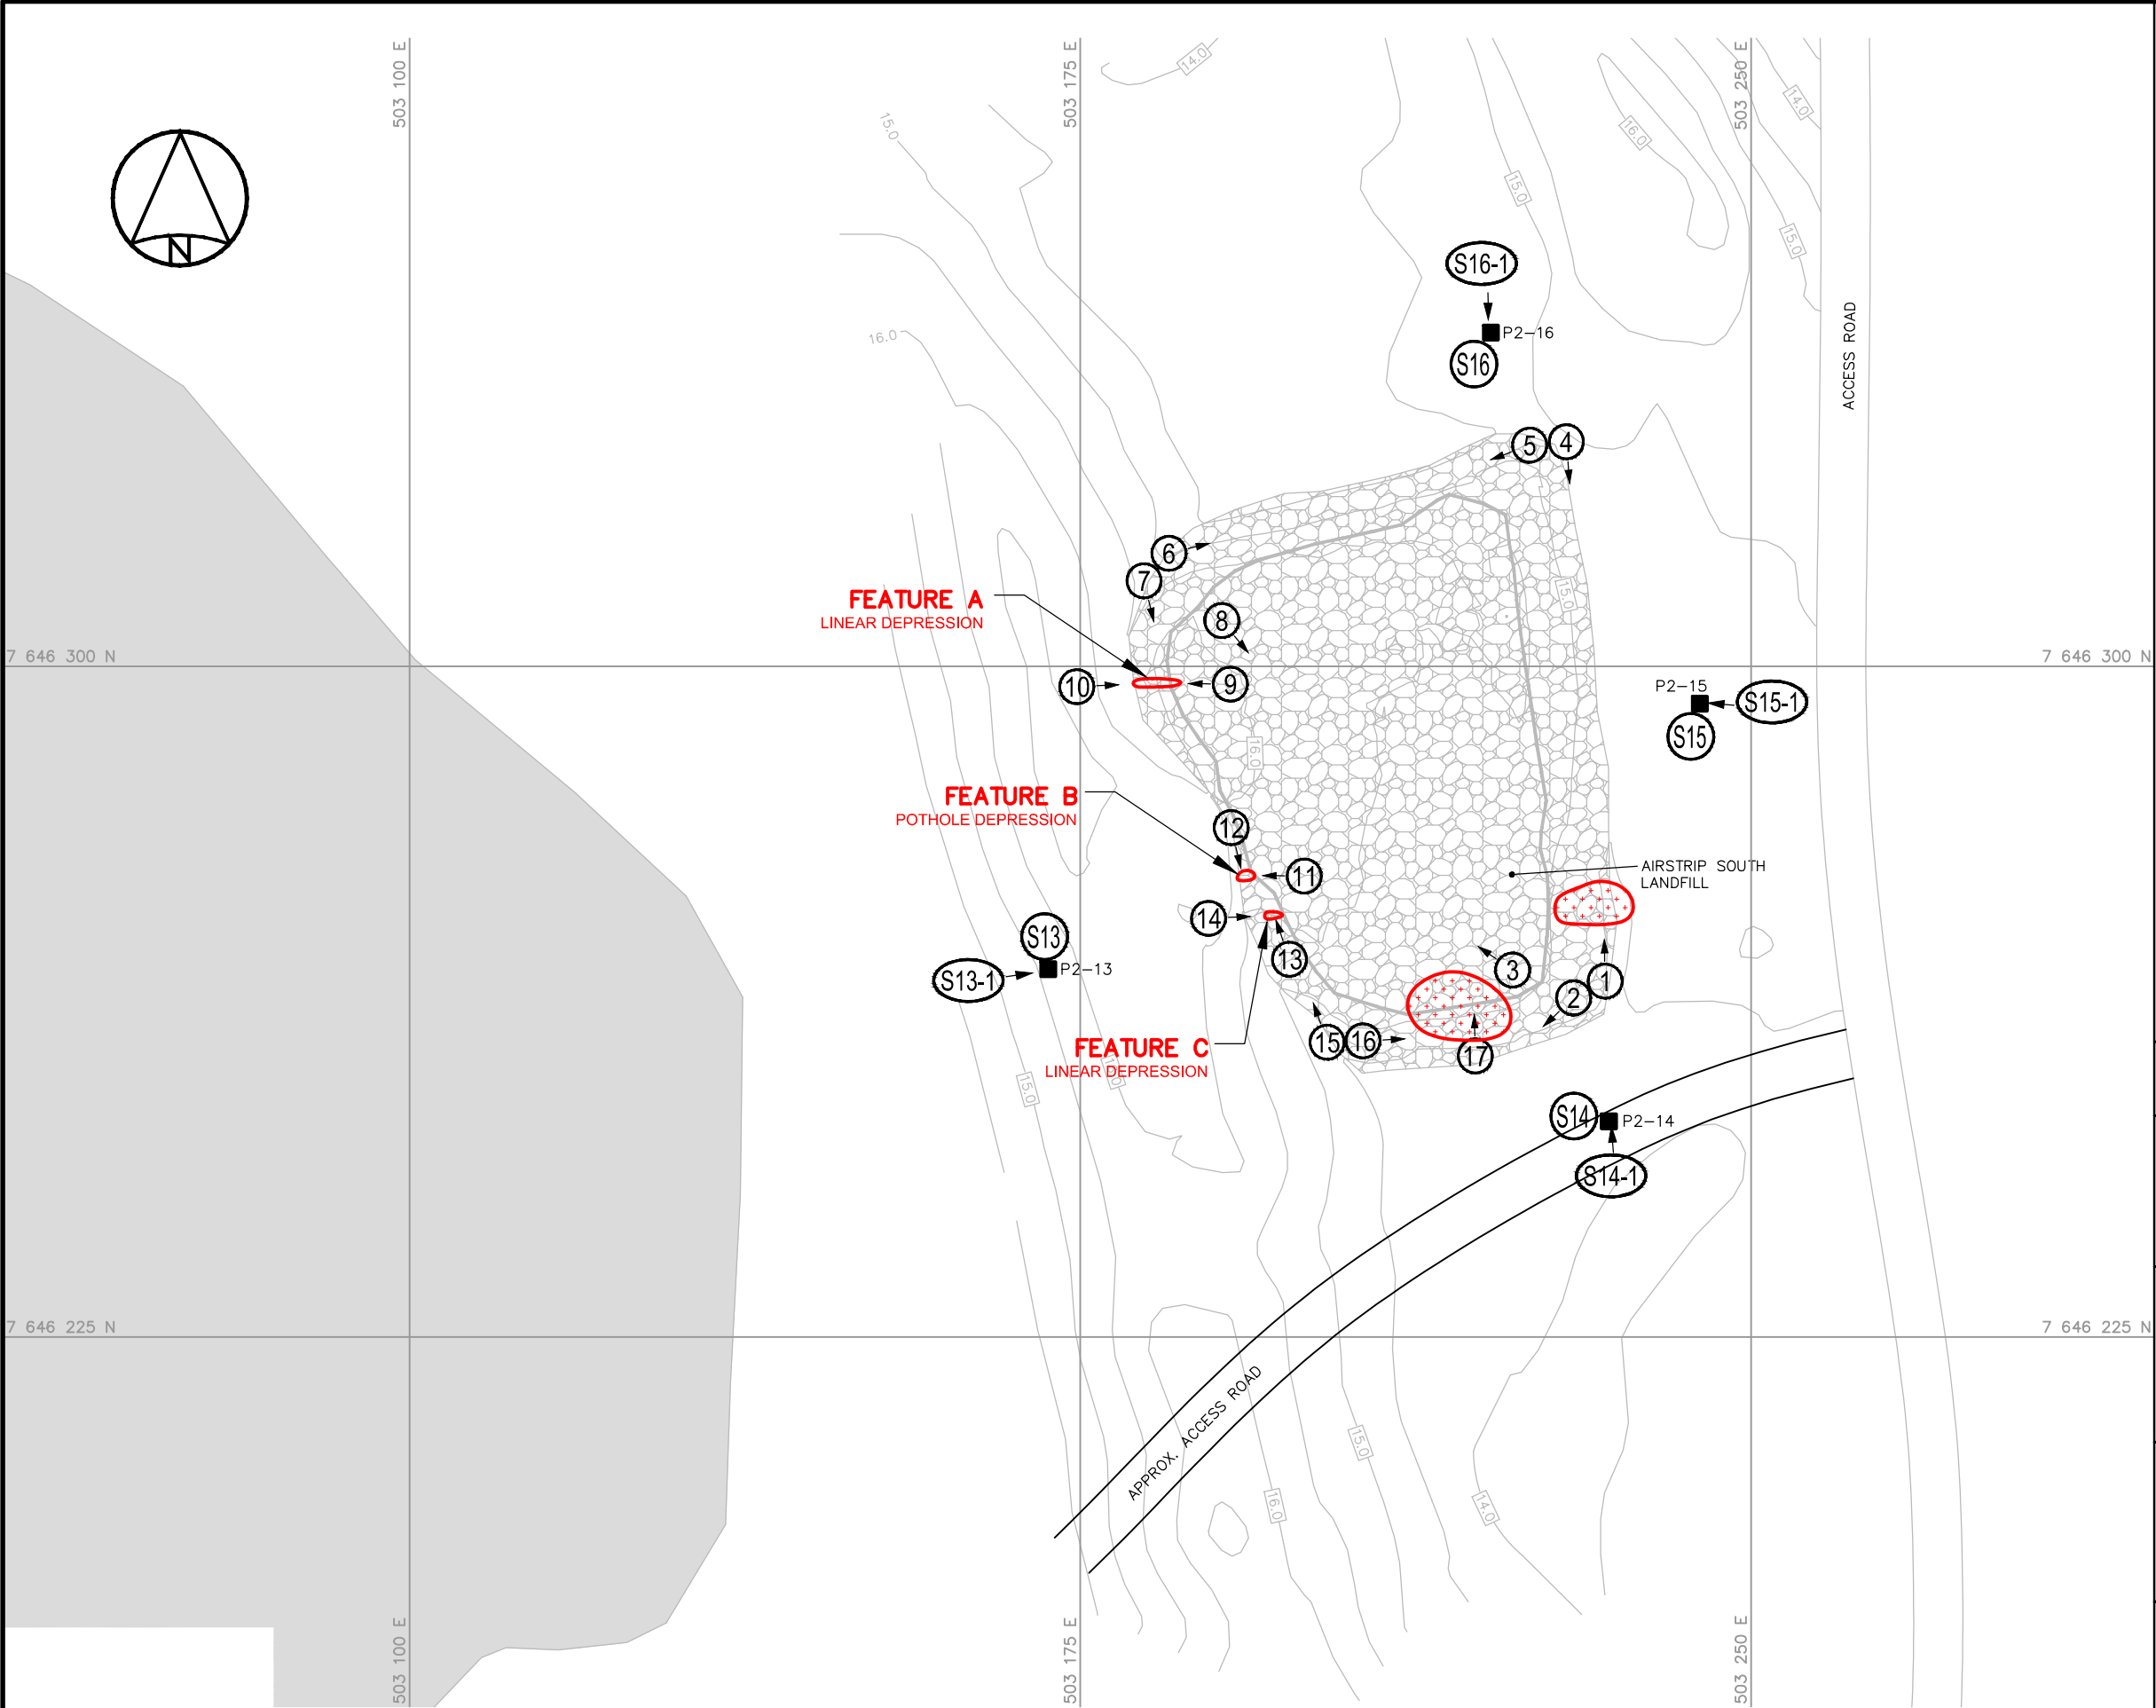 503 100 E
503 175 E
503 250 E
14.0
14.0
15.0
16.0
15.0
15.0
N
16.0
S16-1
P2-16
S16
ACCESS ROAD
5
4
6
7
15.0
FEATURE A
LINEAR DEPRESSION
8
7 646 300 N
7 646 300 N
10
9
P2-15
S15-1
S15
16.0
FEATURE B
POTHOLE DEPRESSION
12
11
AIRSTRIP SOUTH
LANDFILL
14
S13
P2-13
S13-1
13
3
1
2
15
16
17
FEATURE C
LINEAR DEPRESSION
15.0
S14
P2-14
S14-1
7 646 225 N
7 646 225 N
APPROX. ACCESS ROAD
15.0
16.0
14.0
503 100 E
503 175 E
503 250 E